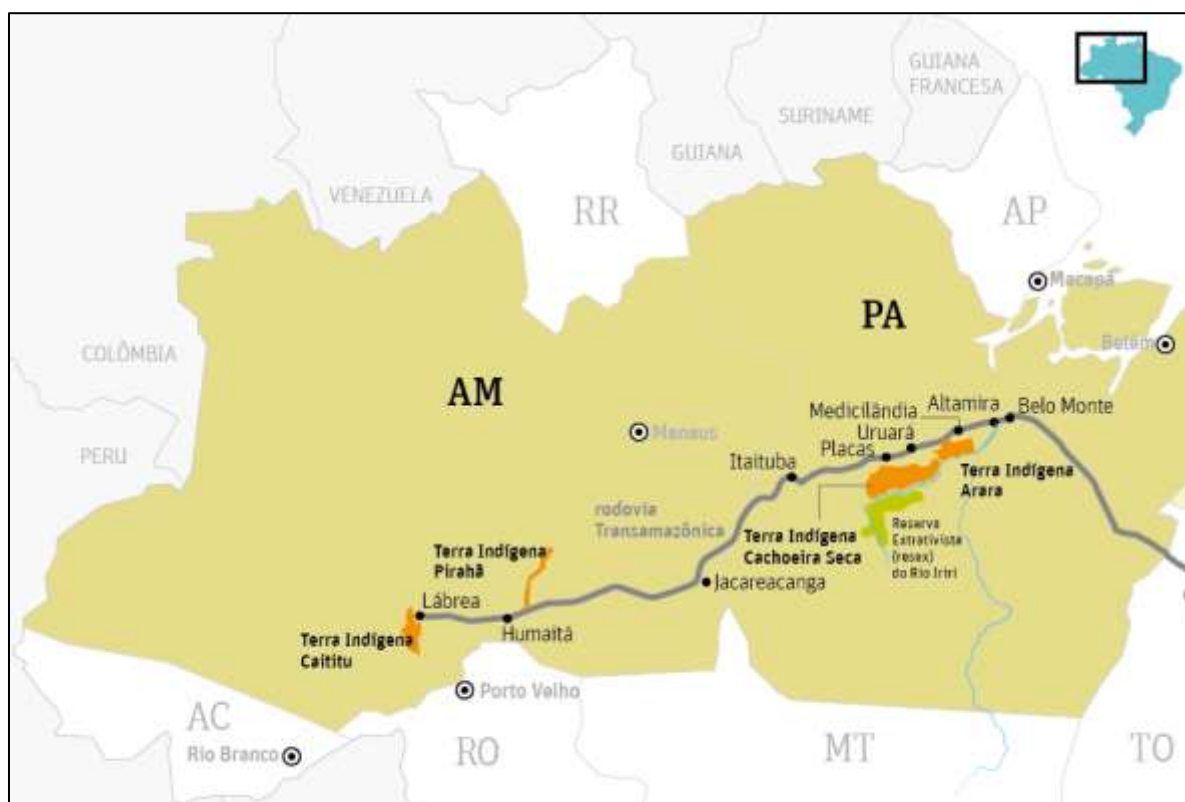 GUIANA
FRANCESA
SURINAME
GUIANA
VENEZUELA
RR
AP
Macapá
PA
Belém
COLÔMBIA
AM
Manaus
PERU
Altamira
Belo Monte
Medicilândia
Uruará
Placas
Itaituba
Terra Indígena
Arara
rodovia
Transamazônica
Terra Indígena
Cachoeira Seca
Reserva
Extrativista
(resex)
do Rio Iriri
Terra Indígena
Pirahã
Jacareacanga
Lábrea
Humaitá
Terra Indígena
Caititu
Porto Velho
AC
Rio Branco
RO
MT
TO